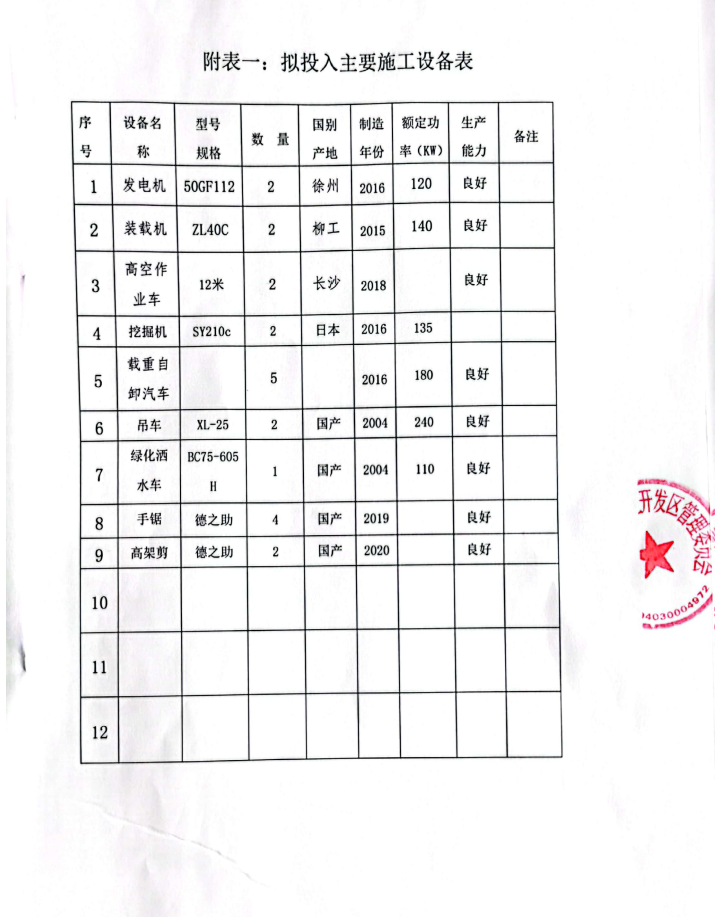 附表一：拟投入主要施工设备表
序号 设备名称 型号规格 数 量 国别产地 制造年份 额定功率（KW） 生产能力 备注
1 发电机 50GF112 2 徐州 2016 120 良好
2 装载机 ZL40C 2 柳工 2015 140 良好
3 高空作业车 12米 2 长沙 2018 良好
4 挖掘机 SY210c 2 日本 2016 135
5 载重自卸汽车 5 2016 180 良好
6 吊车 XL-25 2 国产 2004 240 良好
7 绿化洒水车 BC75-605H 1 国产 2004 110 良好
8 手锯 德之助 4 国产 2019 良好
9 高架剪 德之助 2 国产 2020 良好
10
11
12
开发区管理委员会
14030004972